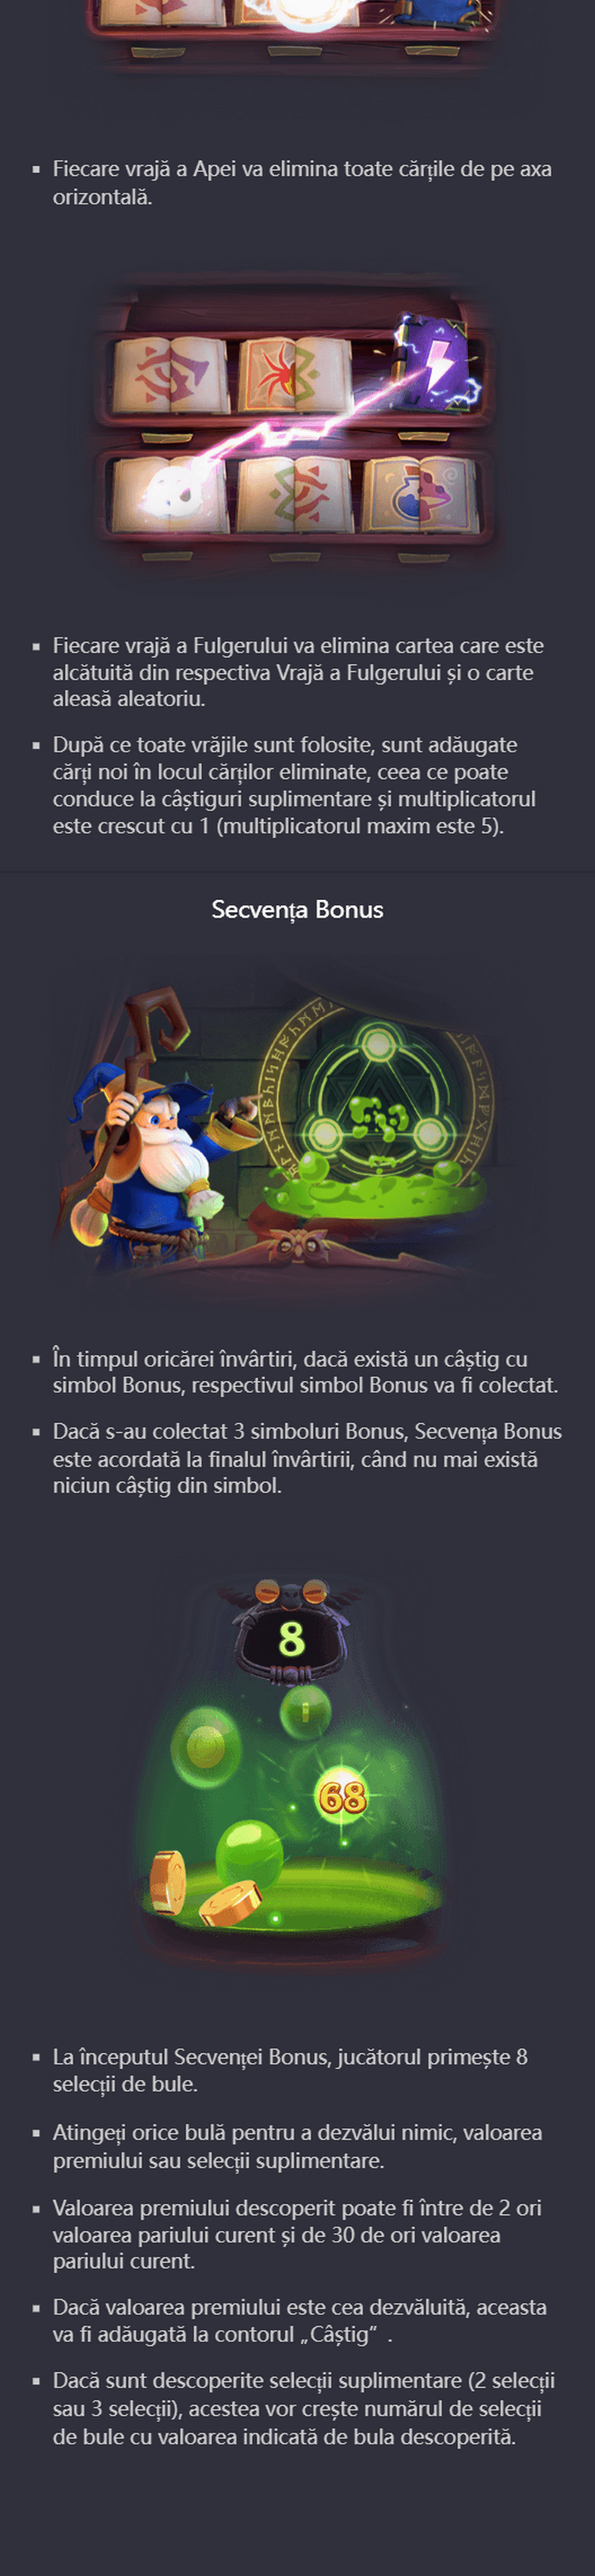 Fiecare vrajă a Apei va elimina toate cărțile de pe axa
orizontală.
Fiecare vrajă a Fulgerului va elimina cartea care este
alcătuită din respectiva Vrajă a Fulgerului și o carte
aleasă aleatoriu.
După ce toate vrăjile sunt folosite, sunt adăugate
cărți noi în locul cărților eliminate, ceea ce poate
conduce la câștiguri suplimentare și multiplicatorul
este crescut cu 1 (multiplicatorul maxim este 5).
Secvența Bonus
În timpul oricărei învârtiri, dacă există un câștig cu
simbol Bonus, respectivul simbol Bonus va fi colectat.
Dacă s-au colectat 3 simboluri Bonus, Secvența Bonus
este acordată la finalul învârtirii, când nu mai există
niciun câștig din simbol.
8
68
La începutul Secvenței Bonus, jucătorul primește 8
selecții de bule.
Atingeți orice bulă pentru a dezvălui nimic, valoarea
premiului sau selecții suplimentare.
Valoarea premiului descoperit poate fi între de 2 ori
valoarea pariului curent și de 30 de ori valoarea
pariului curent.
Dacă valoarea premiului este cea dezvăluită, aceasta
va fi adăugată la contorul „Câștig” .
Dacă sunt descoperite selecții suplimentare (2 selecții
sau 3 selecții), acestea vor crește numărul de selecții
de bule cu valoarea indicată de bula descoperită.